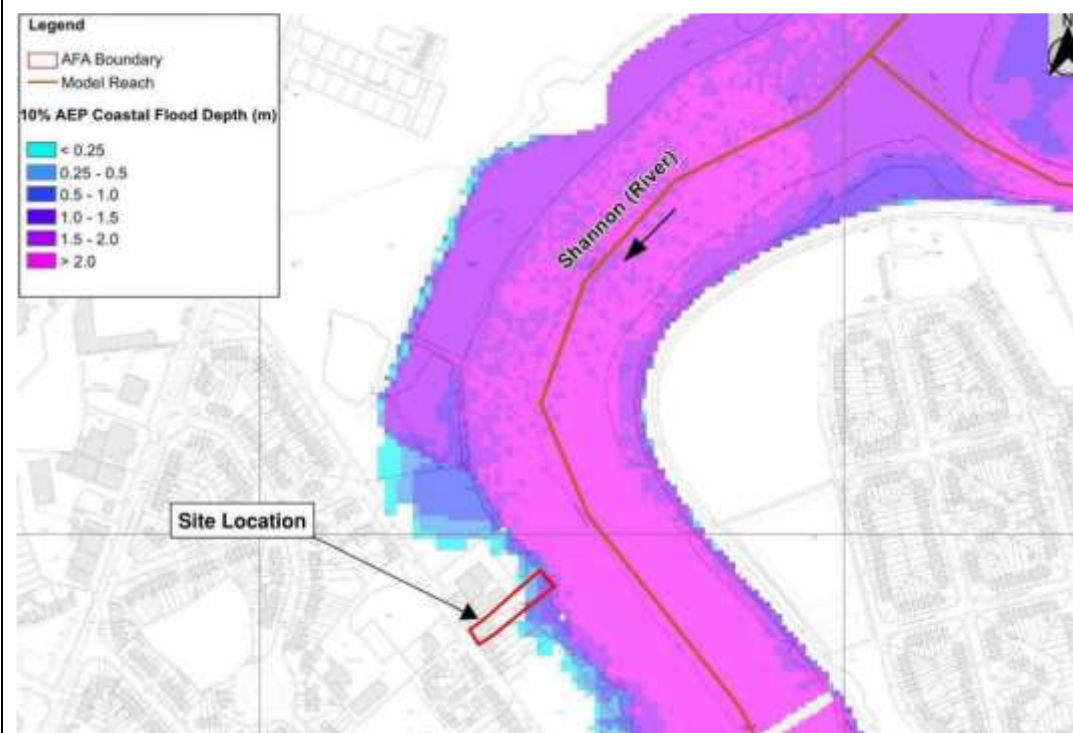 Legend
AFA Boundary
Model Reach
10% AEP Coastal Flood Depth (m)
< 0.25
0.25 - 0.5
0.5 - 1.0
1.0 - 1.5
1.5 - 2.0
> 2.0
N
Shannon (River)
Site Location